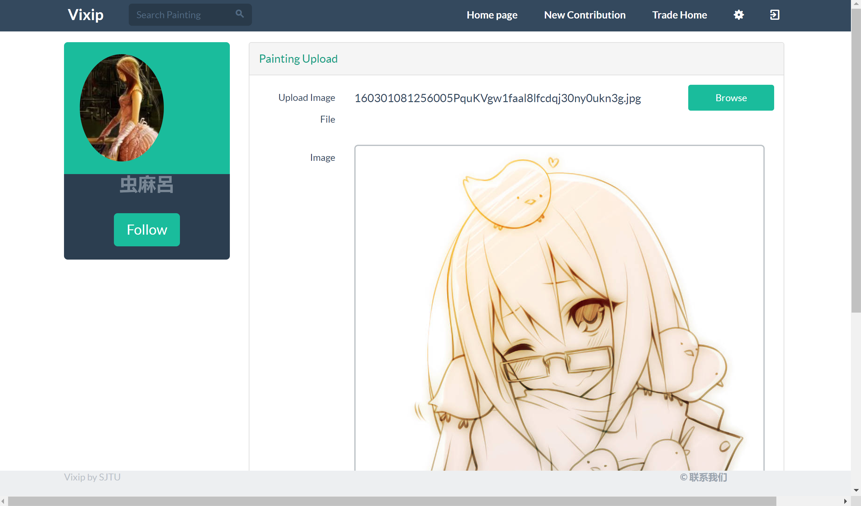 Vixip
Search Painting
Home page
New Contribution
Trade Home
虫麻呂
Follow
Painting Upload
Upload Image
File
160301081256005PquKVgw1faal8lfcdqj30ny0ukn3g.jpg
Browse
Image
Vixip by SJTU
© 联系我们